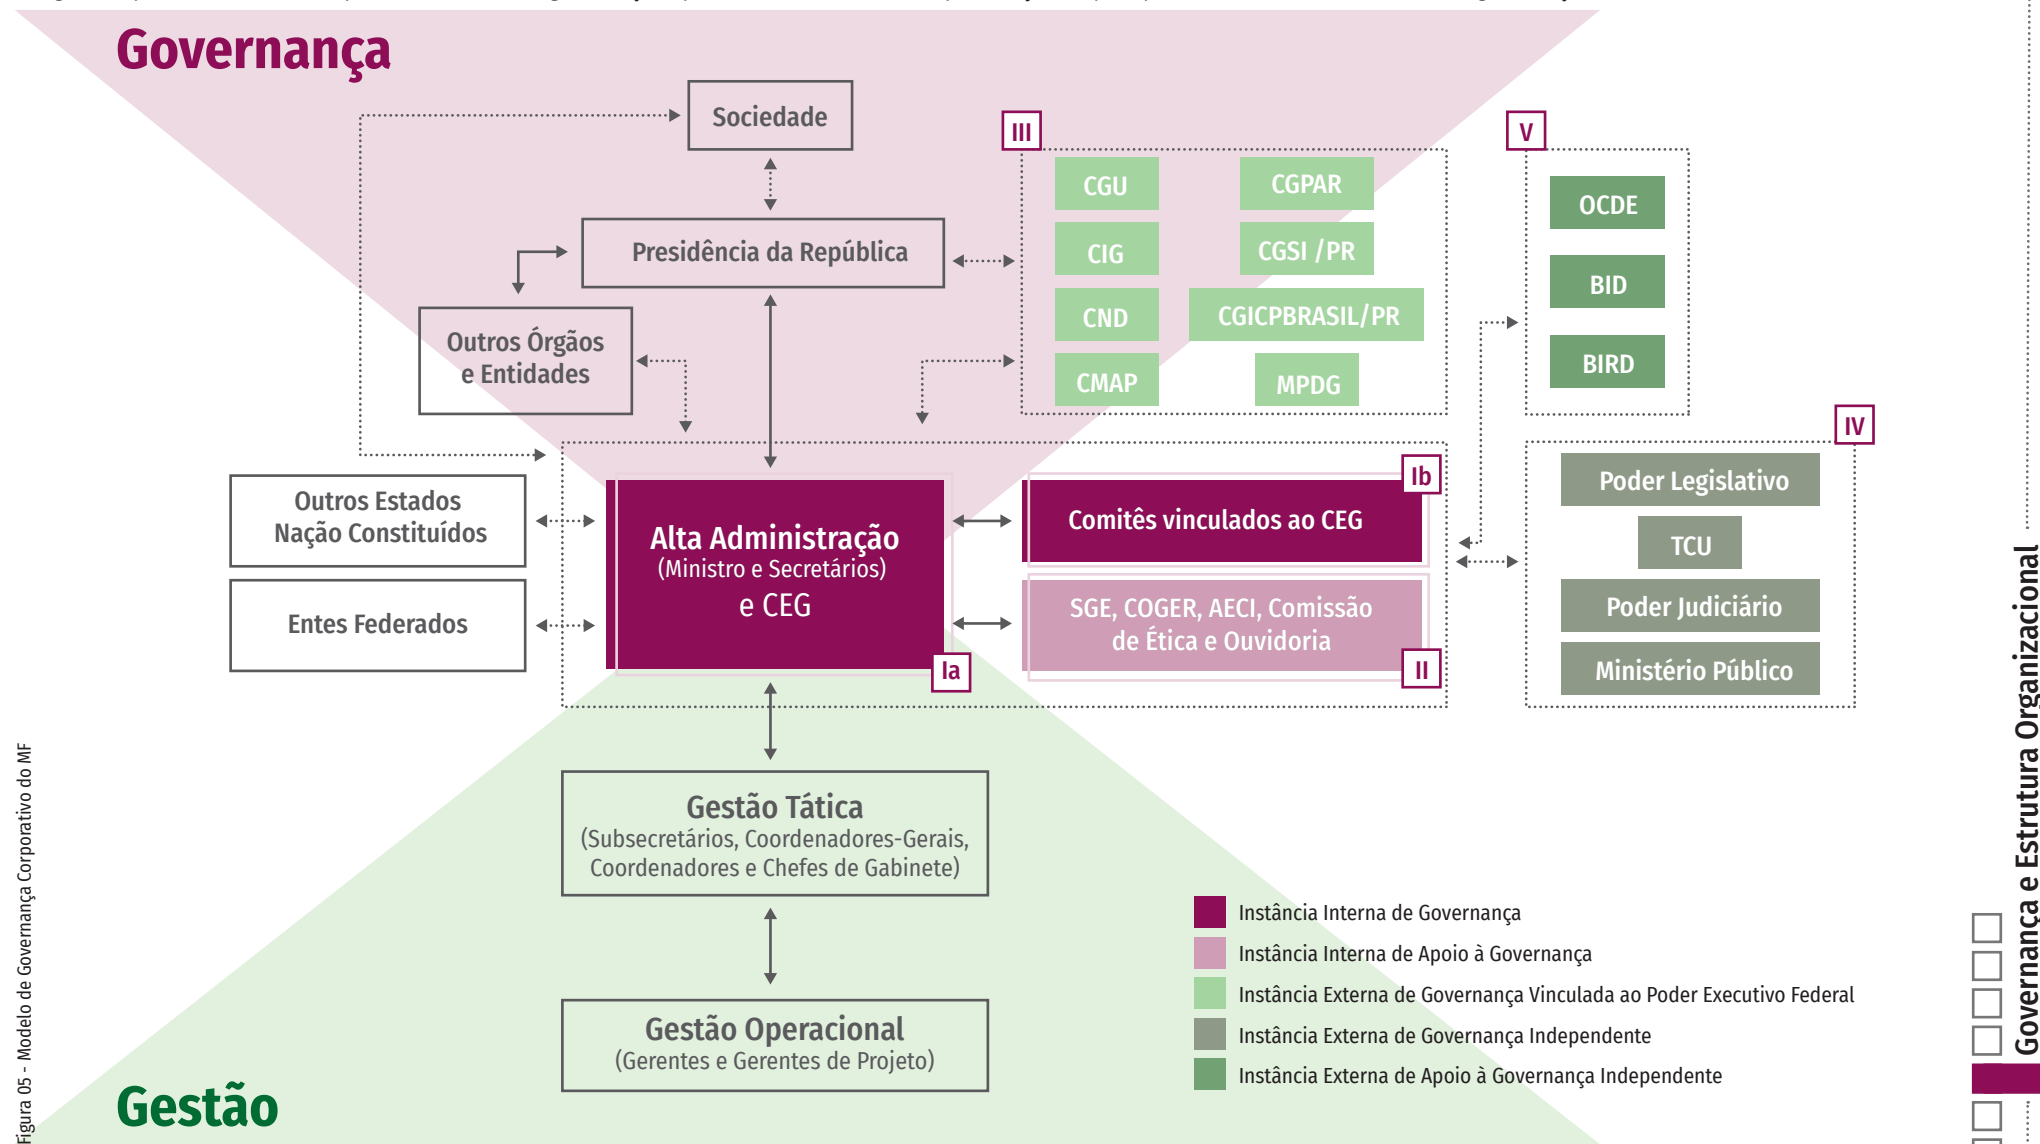 Governança
Sociedade
III
V
CGU
CGPAR
OCDE
Presidência da República
CIG
CGSI /PR
BID
CND
CGICPBRASIL/PR
Outros Órgãos
e Entidades
BIRD
CMAP
MPDG
IV
Ib
Poder Legislativo
Outros Estados
Nação Constituídos
Alta Administração
(Ministro e Secretários)
e CEG
Comitês vinculados ao CEG
TCU
Entes Federados
SGE, COGER, AECI, Comissão
de Ética e Ouvidoria
Poder Judiciário
Ia
II
Ministério Público
Gestão Tática
(Subsecretários, Coordenadores-Gerais,
Coordenadores e Chefes de Gabinete)
Instância Interna de Governança
Instância Interna de Apoio à Governança
Instância Externa de Governança Vinculada ao Poder Executivo Federal
Instância Externa de Governança Independente
Instância Externa de Apoio à Governança Independente
Gestão Operacional
(Gerentes e Gerentes de Projeto)
Gestão
Figura 05 - Modelo de Governança Corporativo do MF
Governança e Estrutura Organizacional